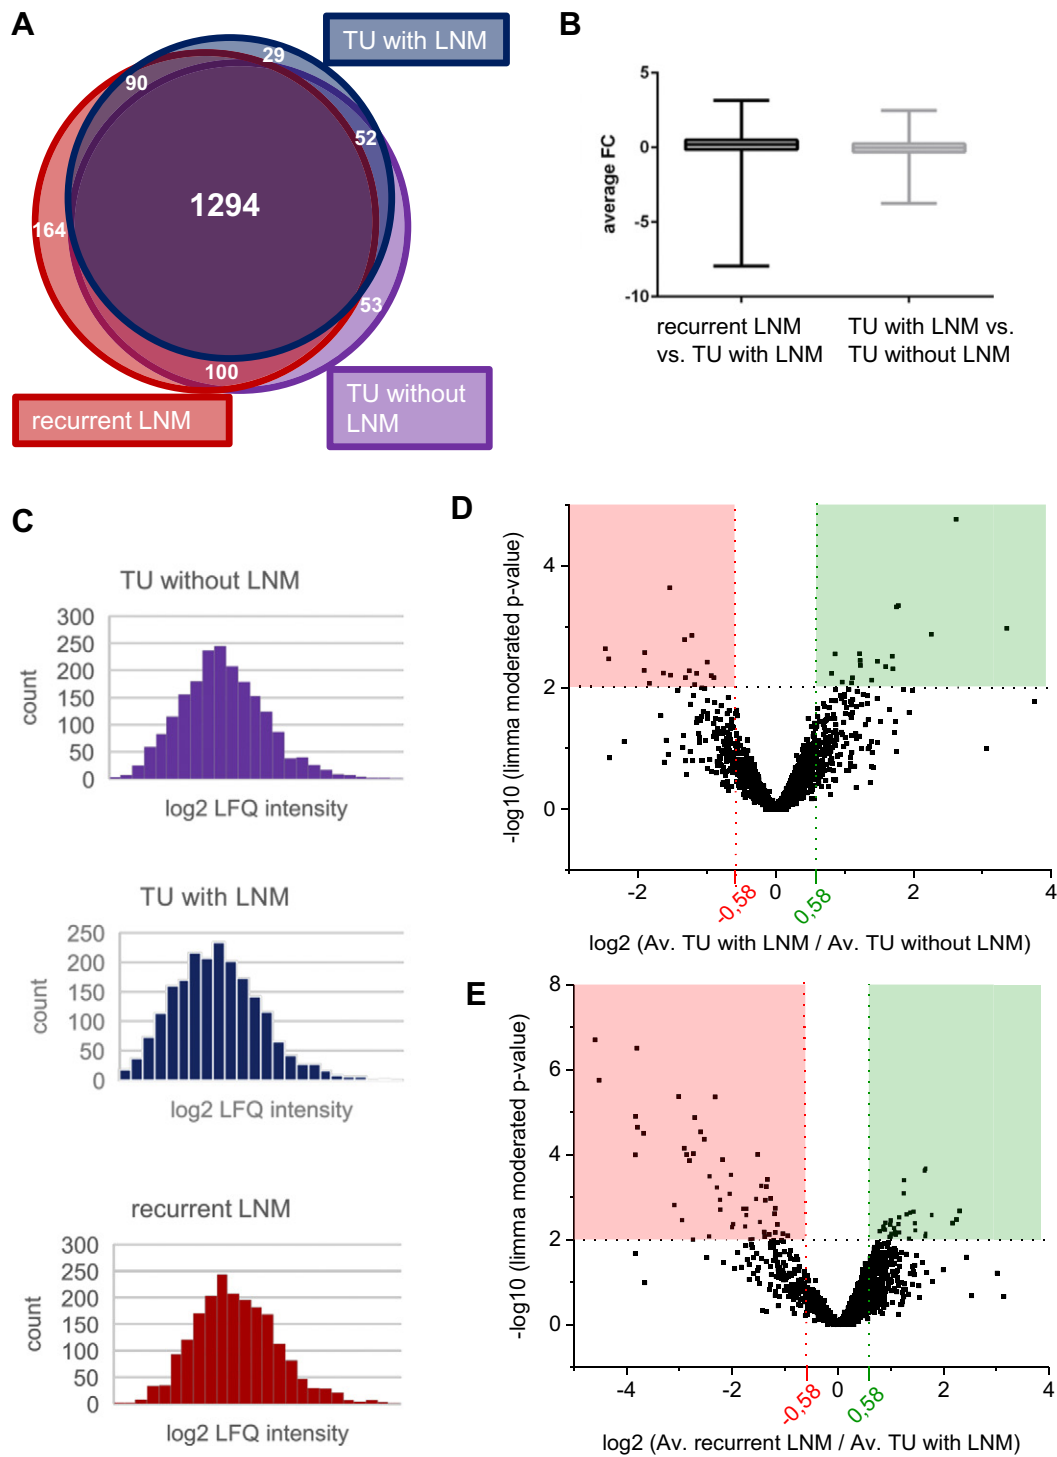 A
TU with LNM
29
90
52
1294
164
53
100
recurrent LNM
TU without
LNM
B
average FC
5
0
-5
-10
recurrent LNM
vs. TU with LNM
TU with LNM vs.
TU without LNM
C
TU without LNM
count
300
250
200
150
100
50
0
log2 LFQ intensity
TU with LNM
count
250
200
150
100
50
0
log2 LFQ intensity
recurrent LNM
count
300
250
200
150
100
50
0
log2 LFQ intensity
D
-log10 (limma moderated p-value)
4
2
0
-2
-0,58
0
0,58
2
4
log2 (Av. TU with LNM / Av. TU without LNM)
E
-log10 (limma moderated p-value)
8
6
4
2
0
-4
-2
-0,58
0
0,58
2
4
log2 (Av. recurrent LNM / Av. TU with LNM)